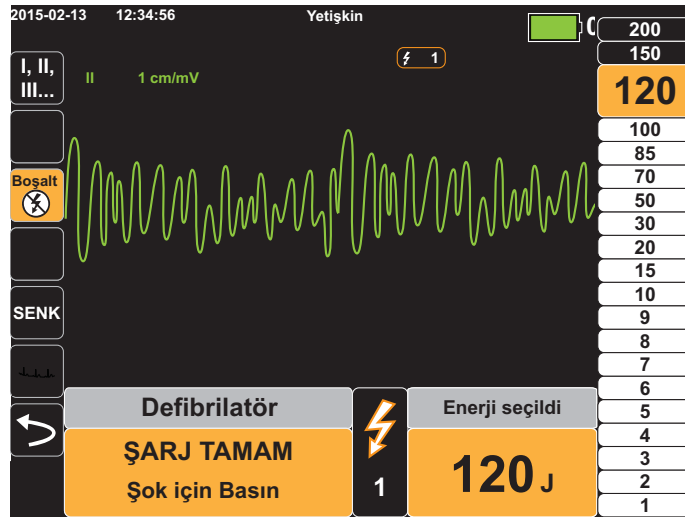 2015-02-13 12:34:56 Yetişkin
1
I, II,
III...
II 1 cm/mV
Boşalt
SENK
Defibrilatör
ŞARJ TAMAM
Şok için Basın
1
Enerji seçildi
120 J
200
150
120
100
85
70
50
30
20
15
10
9
8
7
6
5
4
3
2
1